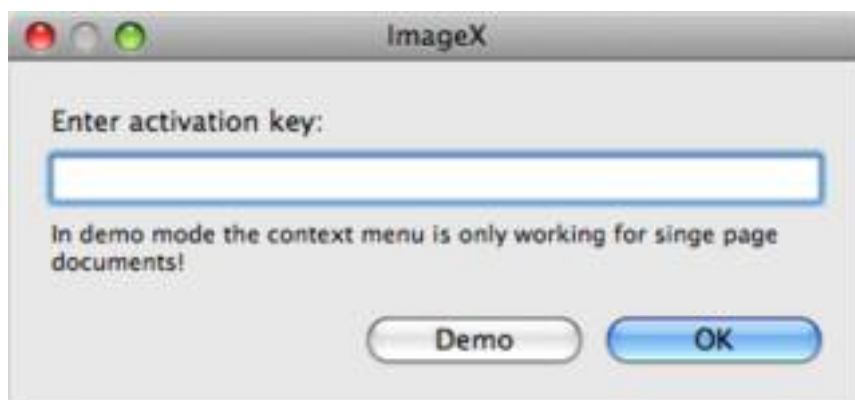 ImageX
Enter activation key:
In demo mode the context menu is only working for singe page
documents!
Demo OK